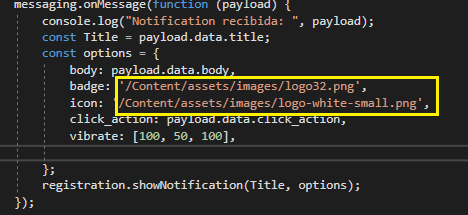 messaging.onMessage(function (payload) {
console.log("Notification recibida: ", payload);
const Title = payload.data.title;
const options = {
body: payload.data.body,
badge: '/Content/assets/images/logo32.png',
icon: '/Content/assets/images/logo-white-small.png',
click_action: payload.data.click_action,
vibrate: [100, 50, 100],
};
registration.showNotification(Title, options);
});